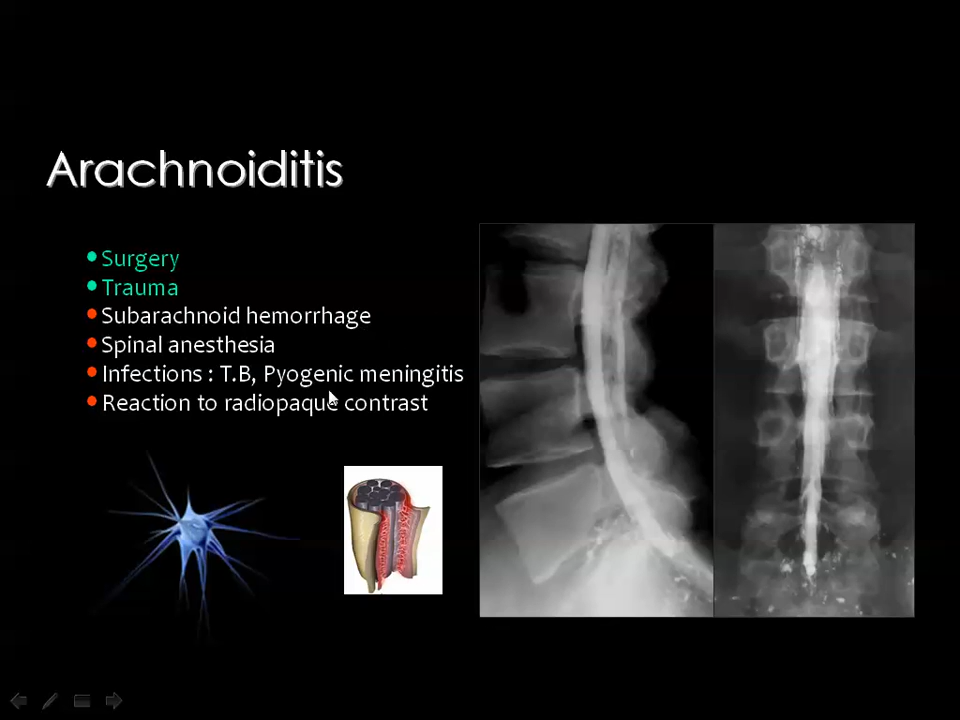 Arachnoiditis
Surgery
Trauma
Subarachnoid hemorrhage
Spinal anesthesia
Infections : T.B, Pyogenic meningitis
Reaction to radiopaque contrast